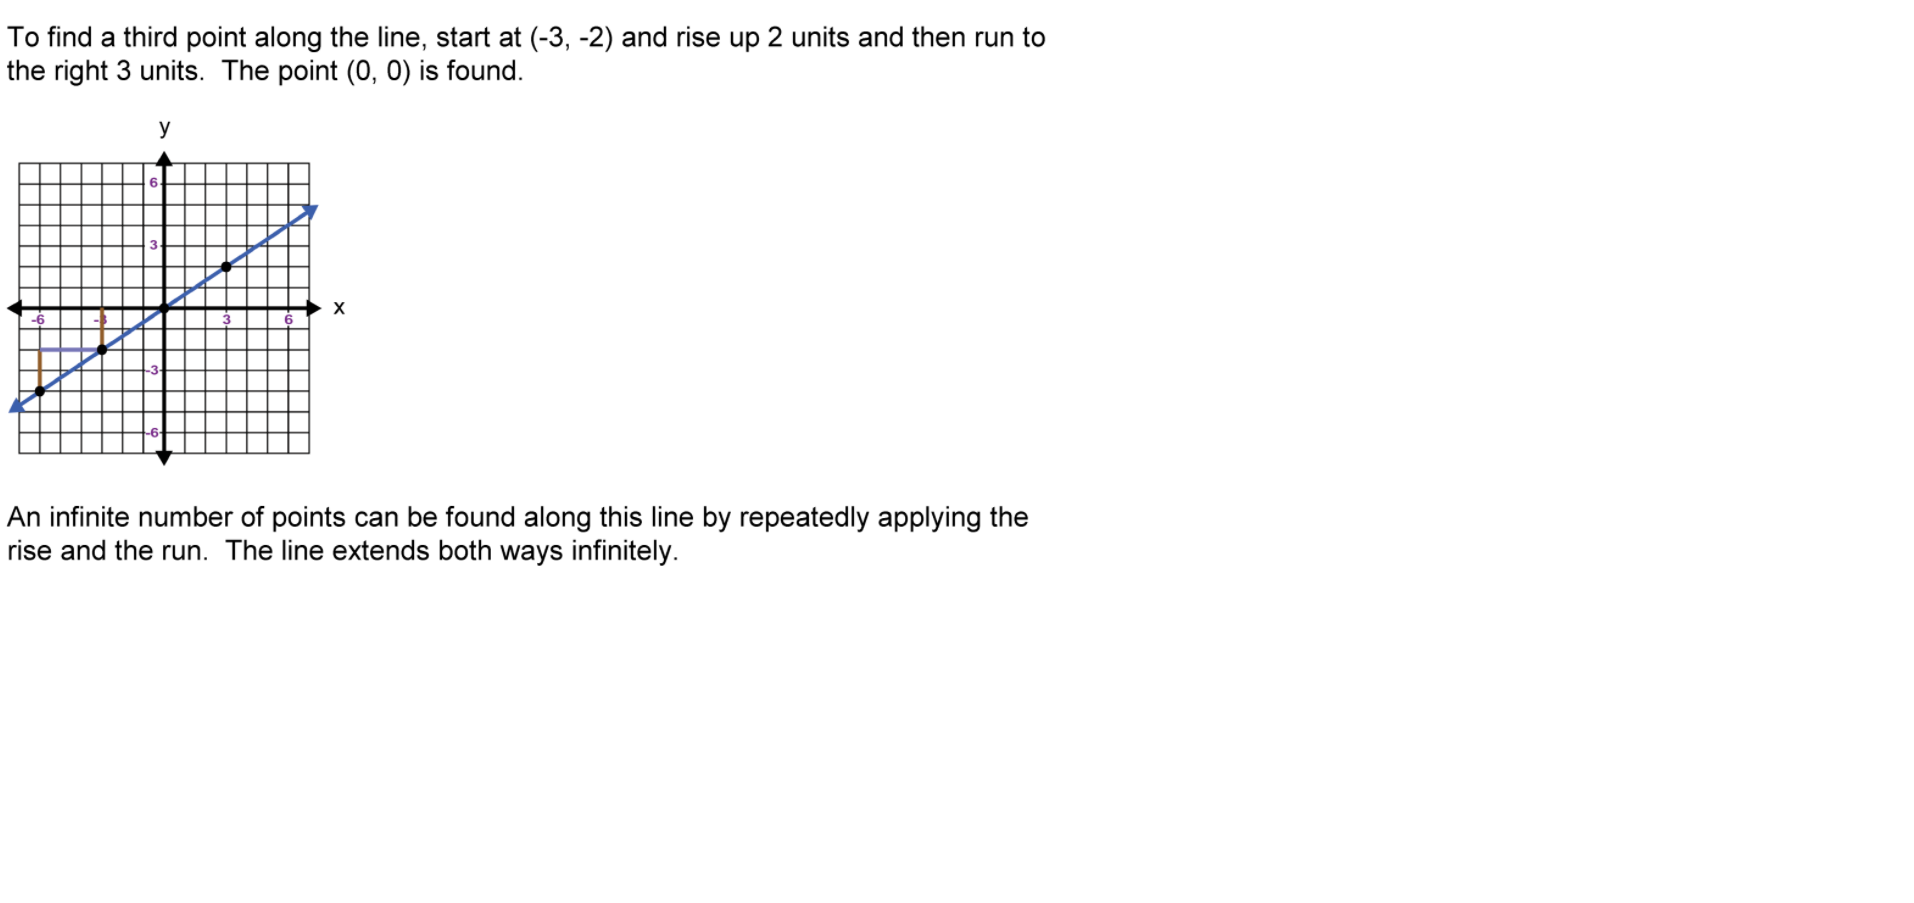 To find a third point along the line, start at (-3, -2) and rise up 2 units and then run to
the right 3 units.  The point (0, 0) is found.
y
6
3
x
-6 -3 3 6
-3
-6
An infinite number of points can be found along this line by repeatedly applying the
rise and the run.  The line extends both ways infinitely.